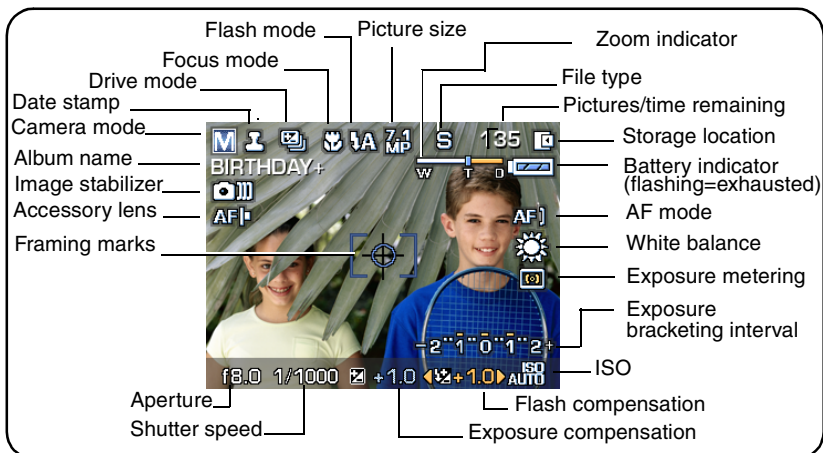 Flash mode Picture size
Zoom indicator
Focus mode
File type
Drive mode
Pictures/time remaining
Date stamp
Camera mode
M ⚡A 7.1 MP S 135
Storage location
Album name
BIRTHDAY+
W T D
Battery indicator
(flashing=exhausted)
Image stabilizer
Accessory lens
AF
AF
AF mode
Framing marks
White balance
Exposure metering
Exposure
bracketing interval
-2 1 0 1 2+
f8.0 1/1000 +1.0 +1.0 ISO AUTO
ISO
Aperture
Flash compensation
Shutter speed
Exposure compensation